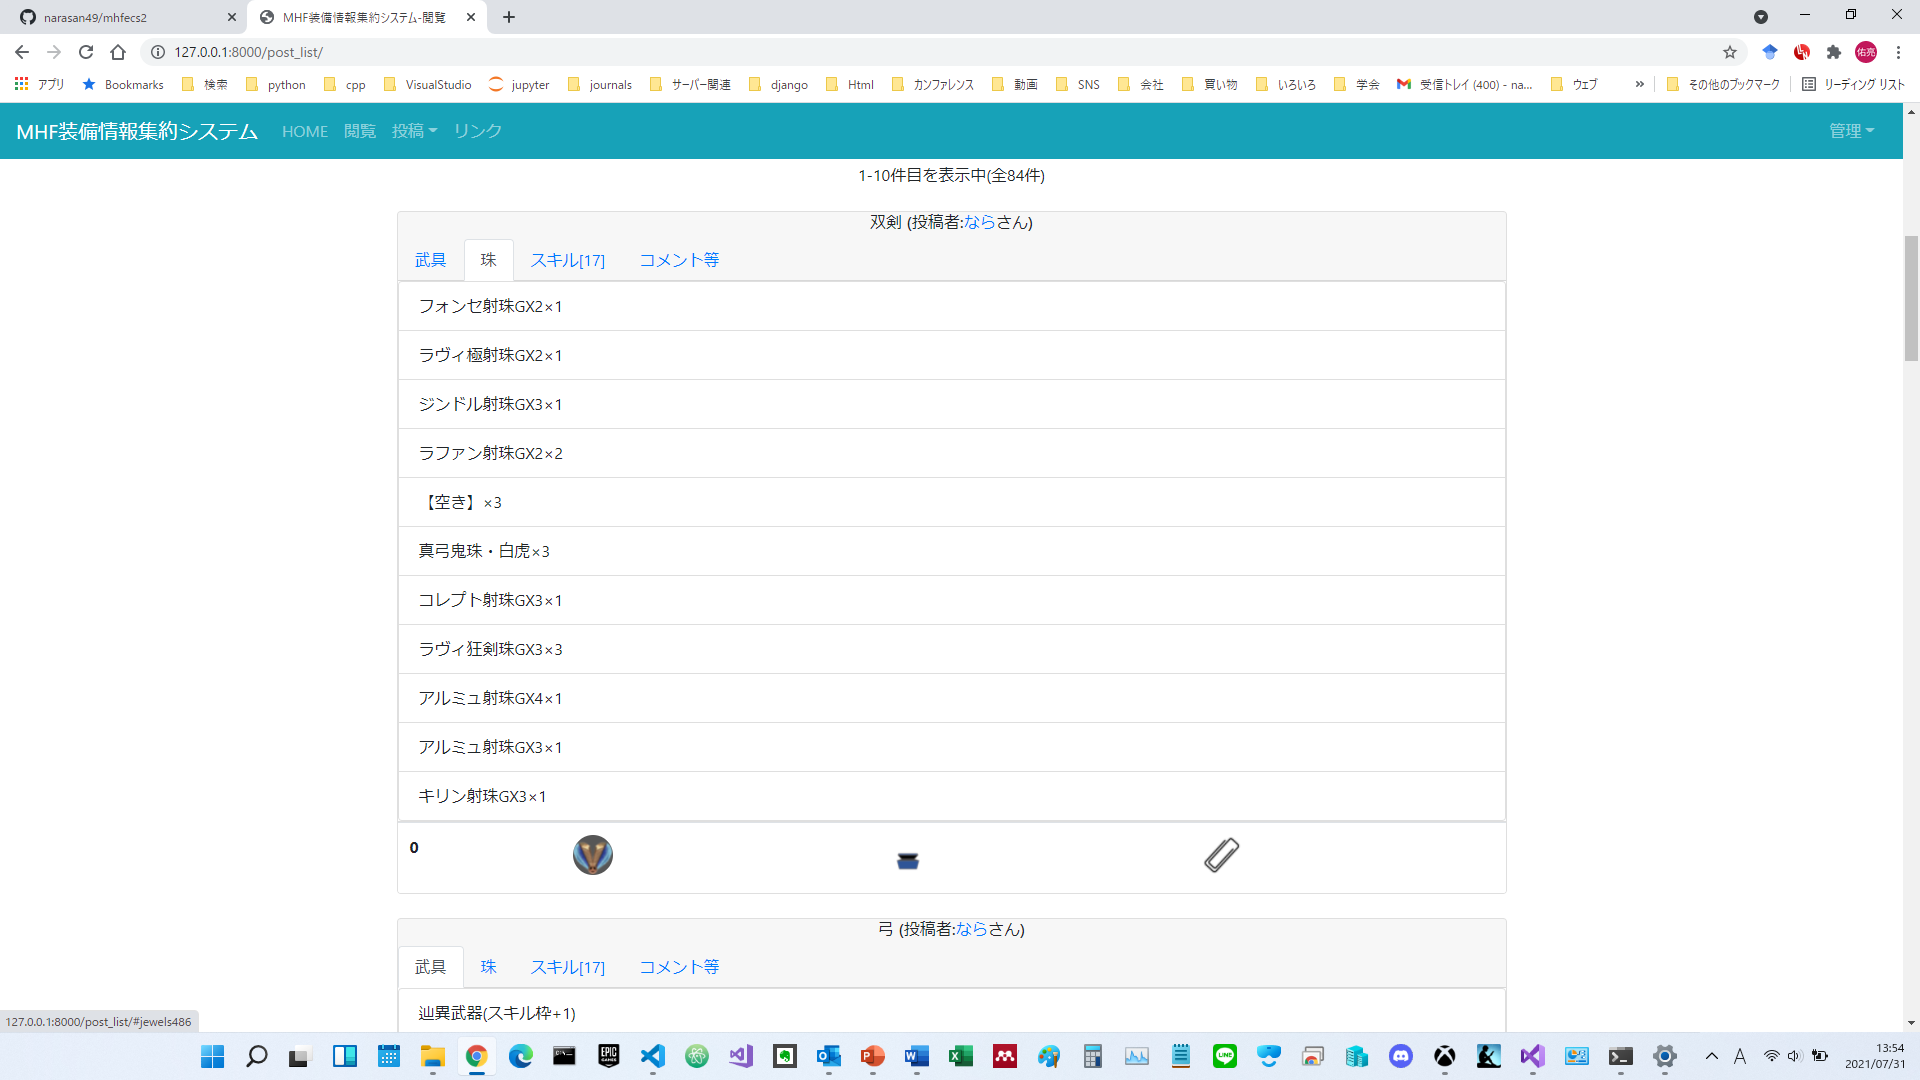 narasan49/mhfecs2
MHF装備情報集約システム-閲覧
127.0.0.1:8000/post_list/
佑亮
アプリ Bookmarks 検索 python cpp VisualStudio jupyter journals サーバー関連 django Html カンファレンス 動画 SNS 会社 買い物 いろいろ 学会 受信トレイ (400) - na... ウェブ » その他のブックマーク リーディング リスト
MHF装備情報集約システム HOME 閲覧 投稿 リンク 管理
1-10件目を表示中(全84件)
双剣 (投稿者:ならさん)
武具 珠 スキル[17] コメント等
フォンセ射珠GX2×1
ラヴィ極射珠GX2×1
ジンドル射珠GX3×1
ラファン射珠GX2×2
【空き】×3
真弓鬼珠・白虎×3
コレプト射珠GX3×1
ラヴィ狂剣珠GX3×3
アルミュ射珠GX4×1
アルミュ射珠GX3×1
キリン射珠GX3×1
0
弓 (投稿者:ならさん)
武具 珠 スキル[17] コメント等
辿異武器(スキル枠+1)
127.0.0.1:8000/post_list/#jewels486
EPIC GAMES
LINE
A
13:54
2021/07/31